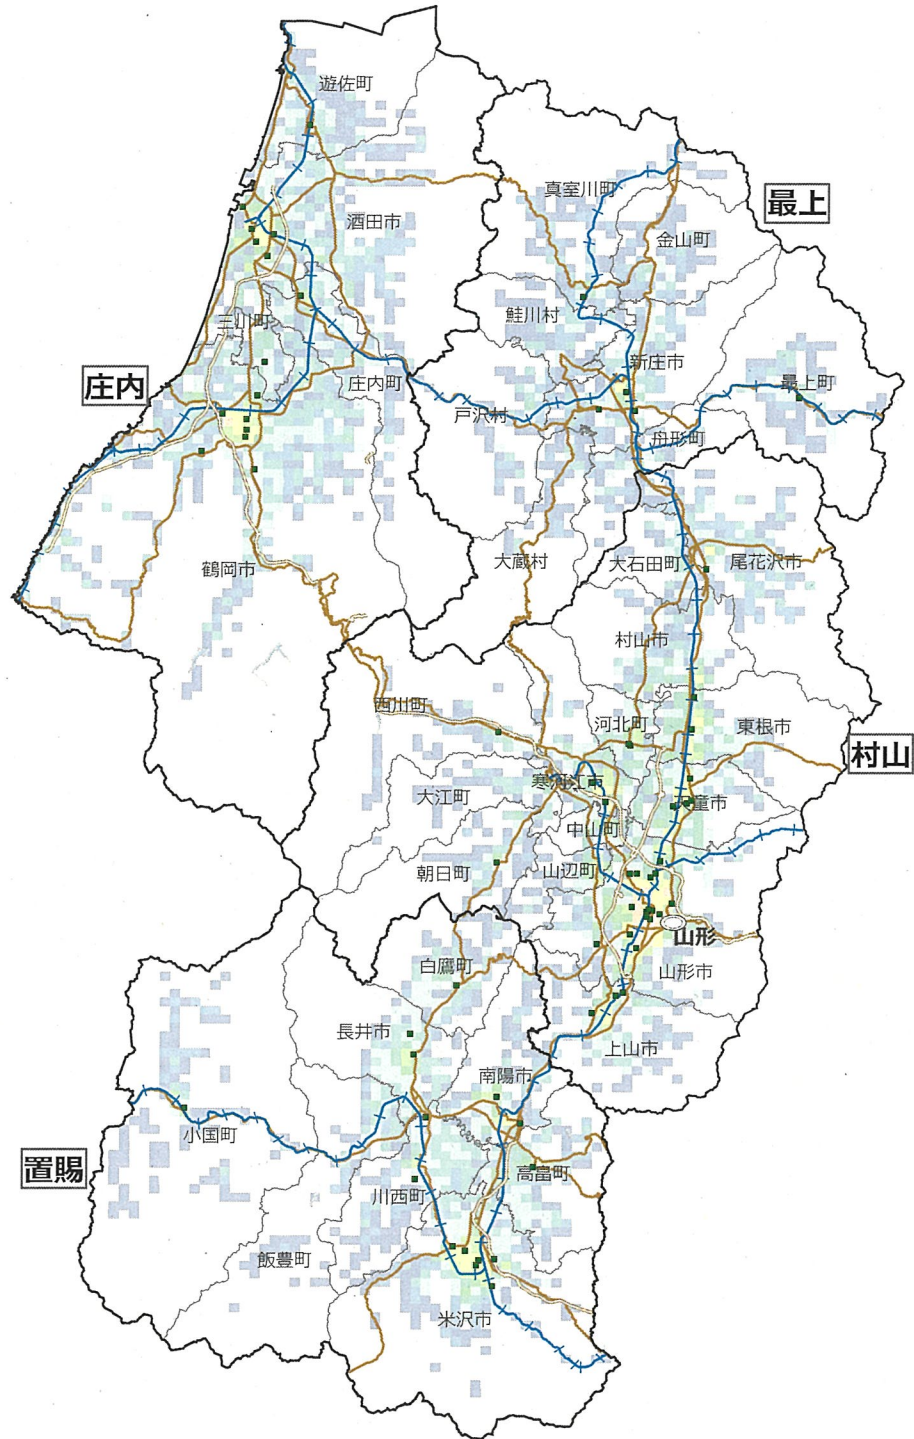 遊佐町
真室川町
最上
酒田市
金山町
鮭川村
三川町
新庄市
庄内
庄内町
最上町
戸沢村
舟形町
大蔵村
大石田町
尾花沢市
鶴岡市
村山市
西川町
河北町
東根市
村山
寒河江市
大江町
天童市
中山町
朝日町
山辺町
山形
白鷹町
山形市
長井市
上山市
南陽市
小国町
置賜
高畠町
川西町
飯豊町
米沢市